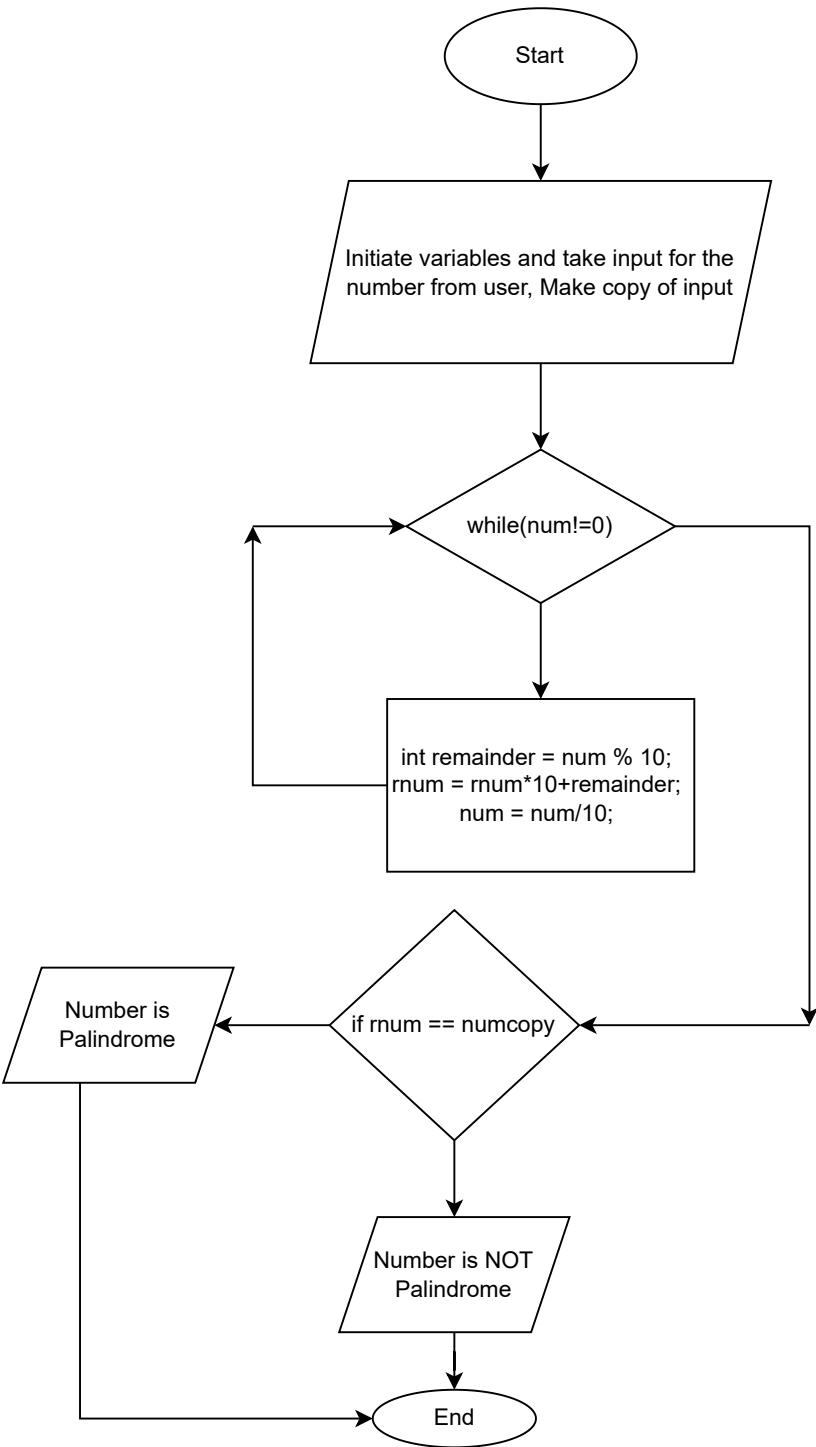 Start
Initiate variables and take input for the
number from user, Make copy of input
while(num!=0)
int remainder = num % 10;
rnum = rnum*10+remainder;
num = num/10;
if rnum == numcopy
Number is
Palindrome
Number is NOT
Palindrome
End